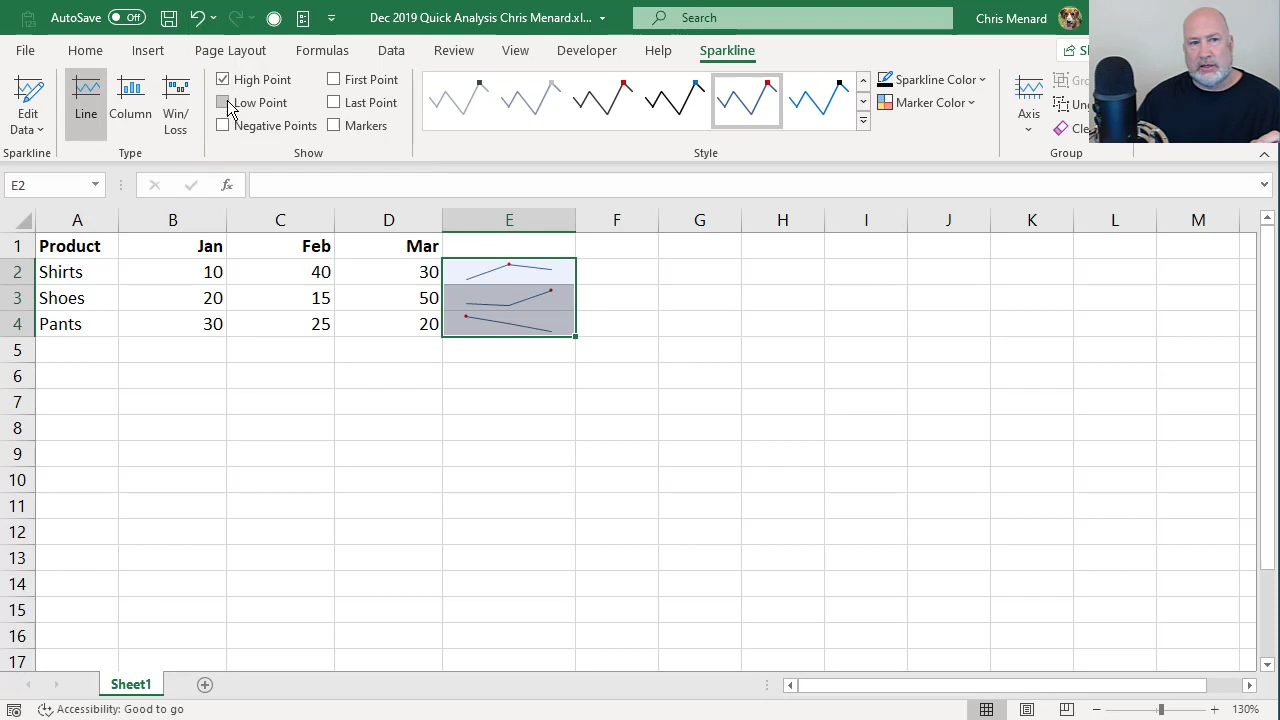 AutoSave Off Dec 2019 Quick Analysis Chris Menard.xl... Search Chris Menard
File Home Insert Page Layout Formulas Data Review View Developer Help Sparkline
Edit Data
Line
Column
Win/
Loss
High Point
Low Point
Negative Points
First Point
Last Point
Markers
Sparkline Color
Marker Color
Axis
Sparkline Type Show Style Group
E2 fx
A B C D E F G H I J K L M
1 Product Jan Feb Mar
2 Shirts 10 40 30
3 Shoes 20 15 50
4 Pants 30 25 20
5
6
7
8
9
10
11
12
13
14
15
16
17
Sheet1
Accessibility: Good to go 130%